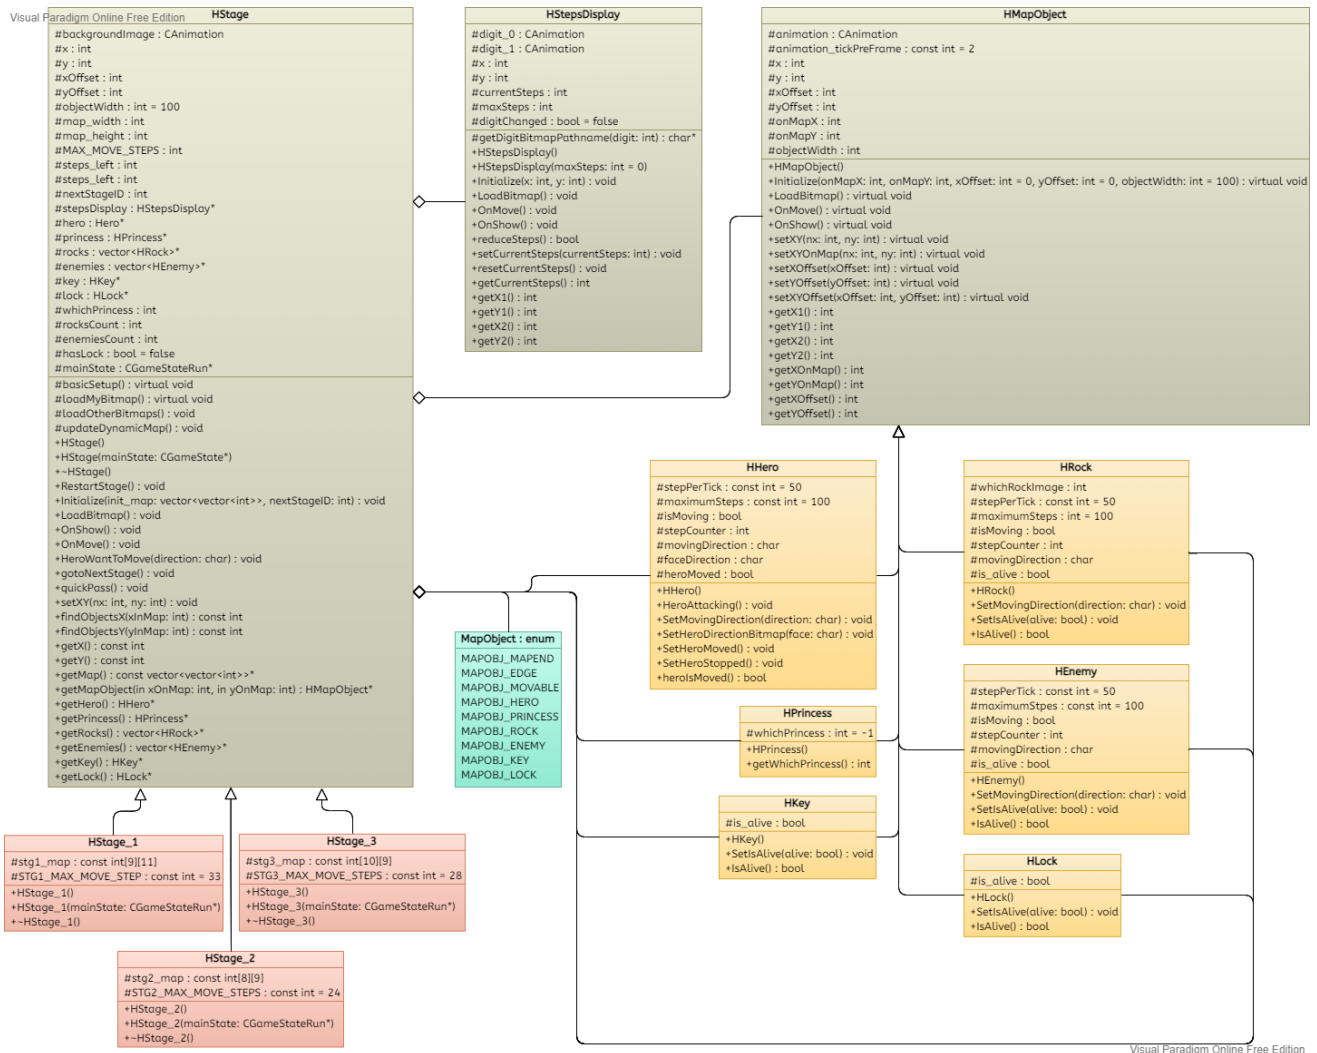 Visual Paradigm Online Free Edition
HStage
#backgroundImage : CAnimation
#x : int
#y : int
#xOffset : int
#yOffset : int
#objectWidth : int = 100
#map_width : int
#map_height : int
#MAX_MOVE_STEPS : int
#steps_left : int
#steps_left : int
#nextStageID : int
#stepsDisplay : HStepsDisplay*
#hero : Hero*
#princess : HPrincess*
#rocks : vector<HRock>*
#enemies : vector<HEnemy>*
#key : HKey*
#lock : HLock*
#whichPrincess : int
#rocksCount : int
#enemiesCount : int
#hasLock : bool = false
#mainState : CGameStateRun*
#basicSetup() : virtual void
#loadMyBitmap() : virtual void
#loadOtherBitmaps() : void
#updateDynamicMap() : void
+HStage()
+HStage(mainState: CGameState*)
+~HStage()
+RestartStage() : void
+Initialize(init_map: vector<vector<int>>, nextStageID: int) : void
+LoadBitmap() : void
+OnShow() : void
+OnMove() : void
+HeroWantToMove(direction: char) : void
+gotoNextStage() : void
+quickPass() : void
+setXY(nx: int, ny: int) : void
+findObjectsX(xInMap: int) : const int
+findObjectsY(yInMap: int) : const int
+getX() : const int
+getY() : const int
+getMap() : const vector<vector<int>>*
+getMapObject(in xOnMap: int, in yOnMap: int) : HMapObject*
+getHero() : HHero*
+getPrincess() : HPrincess*
+getRocks() : vector<HRock>*
+getEnemies() : vector<HEnemy>*
+getKey() : HKey*
+getLock() : HLock*
HStepsDisplay
#digit_0 : CAnimation
#digit_1 : CAnimation
#x : int
#y : int
#currentSteps : int
#maxSteps : int
#digitChanged : bool = false
#getDigitBitmapPathname(digit: int) : char*
+HStepsDisplay()
+HStepsDisplay(maxSteps: int = 0)
+Initialize(x: int, y: int) : void
+LoadBitmap() : void
+OnMove() : void
+OnShow() : void
+reduceSteps() : bool
+setCurrentSteps(currentSteps: int) : void
+resetCurrentSteps() : void
+getCurrentSteps() : int
+getX1() : int
+getY1() : int
+getX2() : int
+getY2() : int
HMapObject
#animation : CAnimation
#animation_tickPreFrame : const int = 2
#x : int
#y : int
#xOffset : int
#yOffset : int
#onMapX : int
#onMapY : int
#objectWidth : int
+HMapObject()
+Initialize(onMapX: int, onMapY: int, xOffset: int = 0, yOffset: int = 0, objectWidth: int = 100) : virtual void
+LoadBitmap() : virtual void
+OnMove() : virtual void
+OnShow() : virtual void
+setXY(nx: int, ny: int) : virtual void
+setXYOnMap(nx: int, ny: int) : virtual void
+setXOffset(xOffset: int) : virtual void
+setYOffset(yOffset: int) : virtual void
+setXYOffset(xOffset: int, yOffset: int) : virtual void
+getX1() : int
+getY1() : int
+getX2() : int
+getY2() : int
+getXOnMap() : int
+getYOnMap() : int
+getXOffset() : int
+getYOffset() : int
HHero
#stepPerTick : const int = 50
#maximumSteps : const int = 100
#isMoving : bool
#stepCounter : int
#movingDirection : char
#faceDirection : char
#heroMoved : bool
+HHero()
+HeroAttacking() : void
+SetMovingDirection(direction: char) : void
+SetHeroDirectionBitmap(face: char) : void
+SetHeroMoved() : void
+SetHeroStopped() : void
+heroIsMoved() : bool
HRock
#whichRockImage : int
#stepPerTick : const int = 50
#maximumSteps : int = 100
#isMoving : bool
#stepCounter : int
#movingDirection : char
#is_alive : bool
+HRock()
+SetMovingDirection(direction: char) : void
+SetIsAlive(alive: bool) : void
+IsAlive() : bool
MapObject : enum
MAPOBJ_MAPEND
MAPOBJ_EDGE
MAPOBJ_MOVABLE
MAPOBJ_HERO
MAPOBJ_PRINCESS
MAPOBJ_ROCK
MAPOBJ_ENEMY
MAPOBJ_KEY
MAPOBJ_LOCK
HEnemy
#stepPerTick : const int = 50
#maximumStpes : const int = 100
#isMoving : bool
#stepCounter : int
#movingDirection : char
#is_alive : bool
+HEnemy()
+SetMovingDirection(direction: char) : void
+SetIsAlive(alive: bool) : void
+IsAlive() : bool
HPrincess
#whichPrincess : int = -1
+HPrincess()
+getWhichPrincess() : int
HKey
#is_alive : bool
+HKey()
+SetIsAlive(alive: bool) : void
+IsAlive() : bool
HLock
#is_alive : bool
+HLock()
+SetIsAlive(alive: bool) : void
+IsAlive() : bool
HStage_1
#stg1_map : const int[9][11]
#STG1_MAX_MOVE_STEP : const int = 33
+HStage_1()
+HStage_1(mainState: CGameStateRun*)
+~HStage_1()
HStage_3
#stg3_map : const int[10][9]
#STG3_MAX_MOVE_STEPS : const int = 28
+HStage_3()
+HStage_3(mainState: CGameStateRun*)
+~HStage_3()
HStage_2
#stg2_map : const int[8][9]
#STG2_MAX_MOVE_STEPS : const int = 24
+HStage_2()
+HStage_2(mainState: CGameStateRun*)
+~HStage_2()
Visual Paradigm Online Free Edition